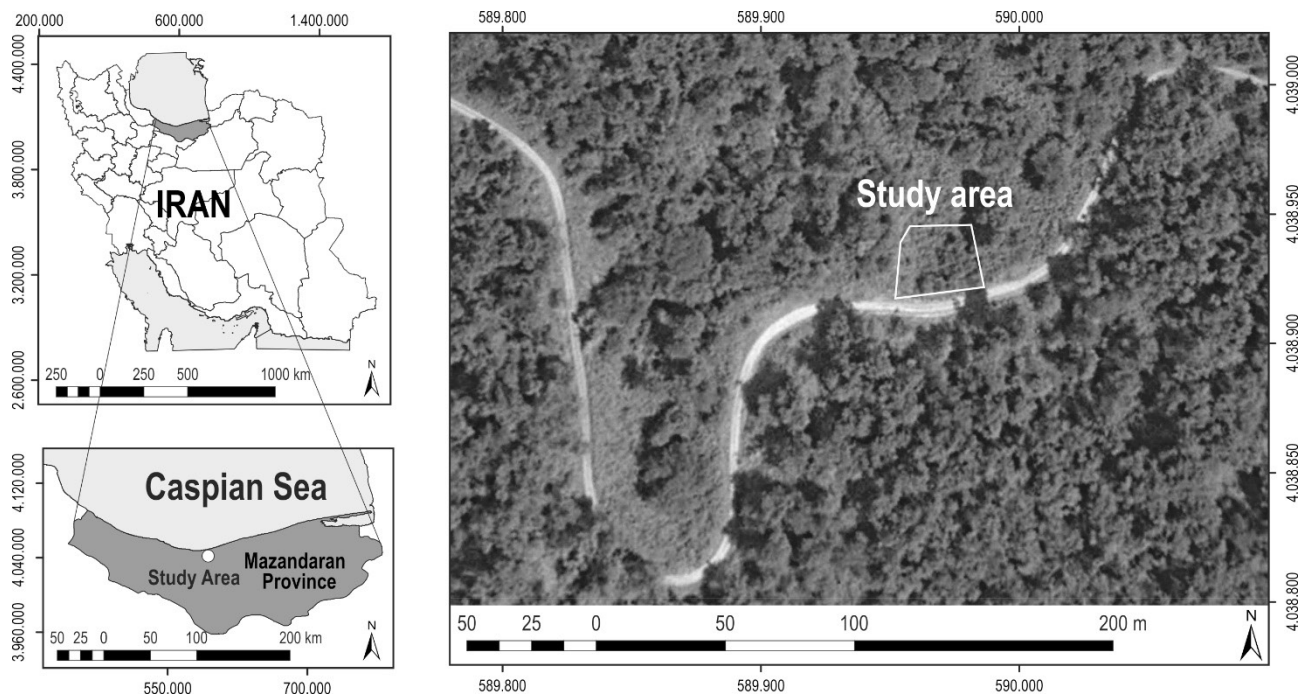 200.000 600.000 1.400.000
4.400.000
3.800.000
3.200.000
2.600.000
IRAN
250 0 250 500 1000 km
N
Caspian Sea
Mazandaran
Province
Study Area
4.120.000
4.040.000
3.960.000
50 25 0 50 100 200 km
N
550.000 700.000
589.800 589.900 590.000
Study area
4.039.000
4.038.950
4.038.900
4.038.850
4.038.800
50 25 0 50 100 200 m
N
589.800 589.900 590.000